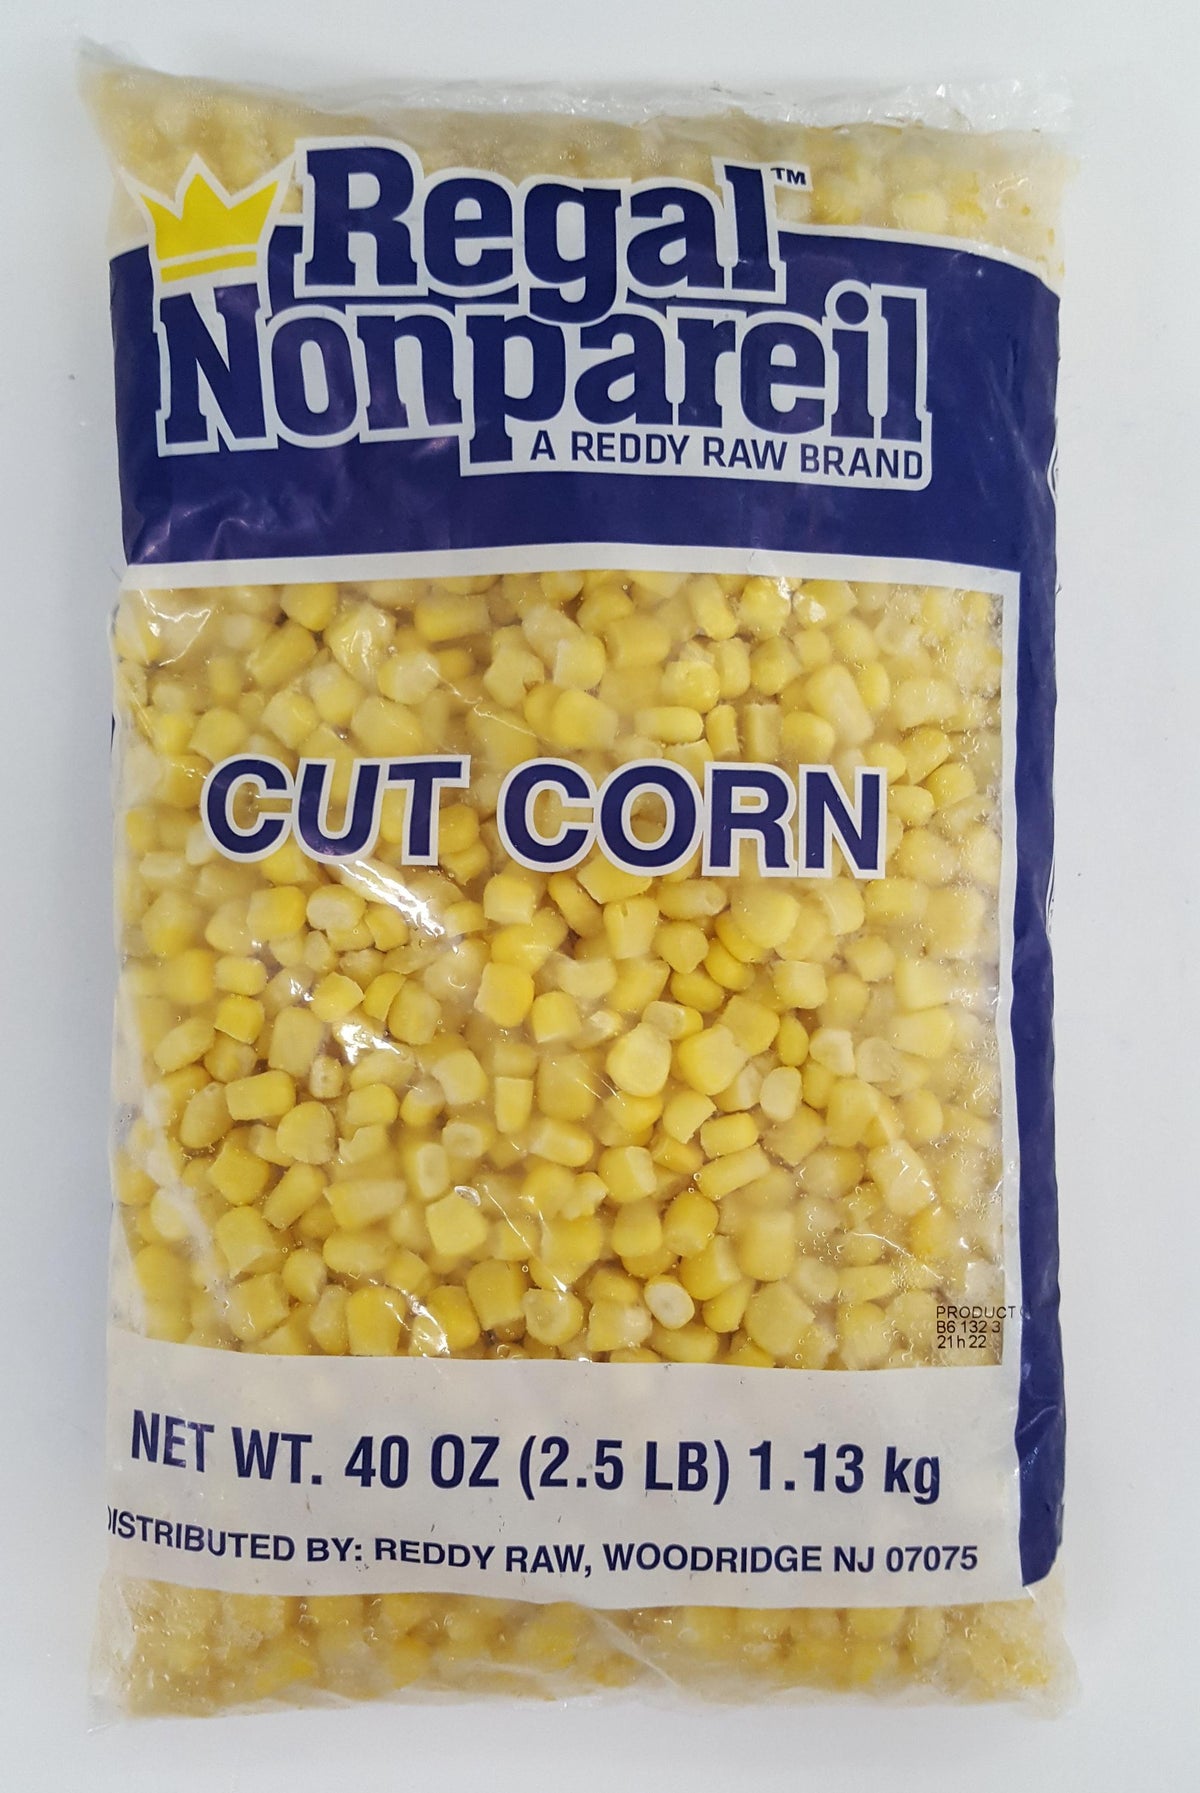 Regal™
Nonpareil
A REDDY RAW BRAND
CUT CORN
PRODUCT
B6 132 3
21h22
NET WT. 40 OZ (2.5 LB) 1.13 kg
DISTRIBUTED BY: REDDY RAW, WOODRIDGE NJ 07075